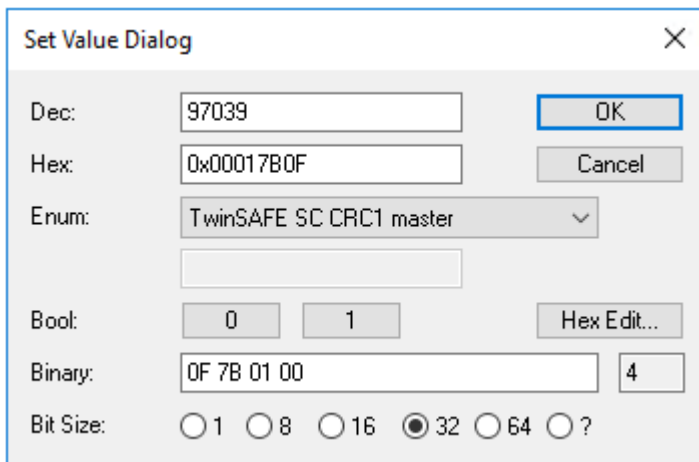 Set Value Dialog
Dec: 97039 OK
Hex: 0x00017B0F Cancel
Enum: TwinSAFE SC CRC1 master
Bool: 0 1 Hex Edit...
Binary: 0F 7B 01 00 4
Bit Size: 1 8 16 32 64 ?